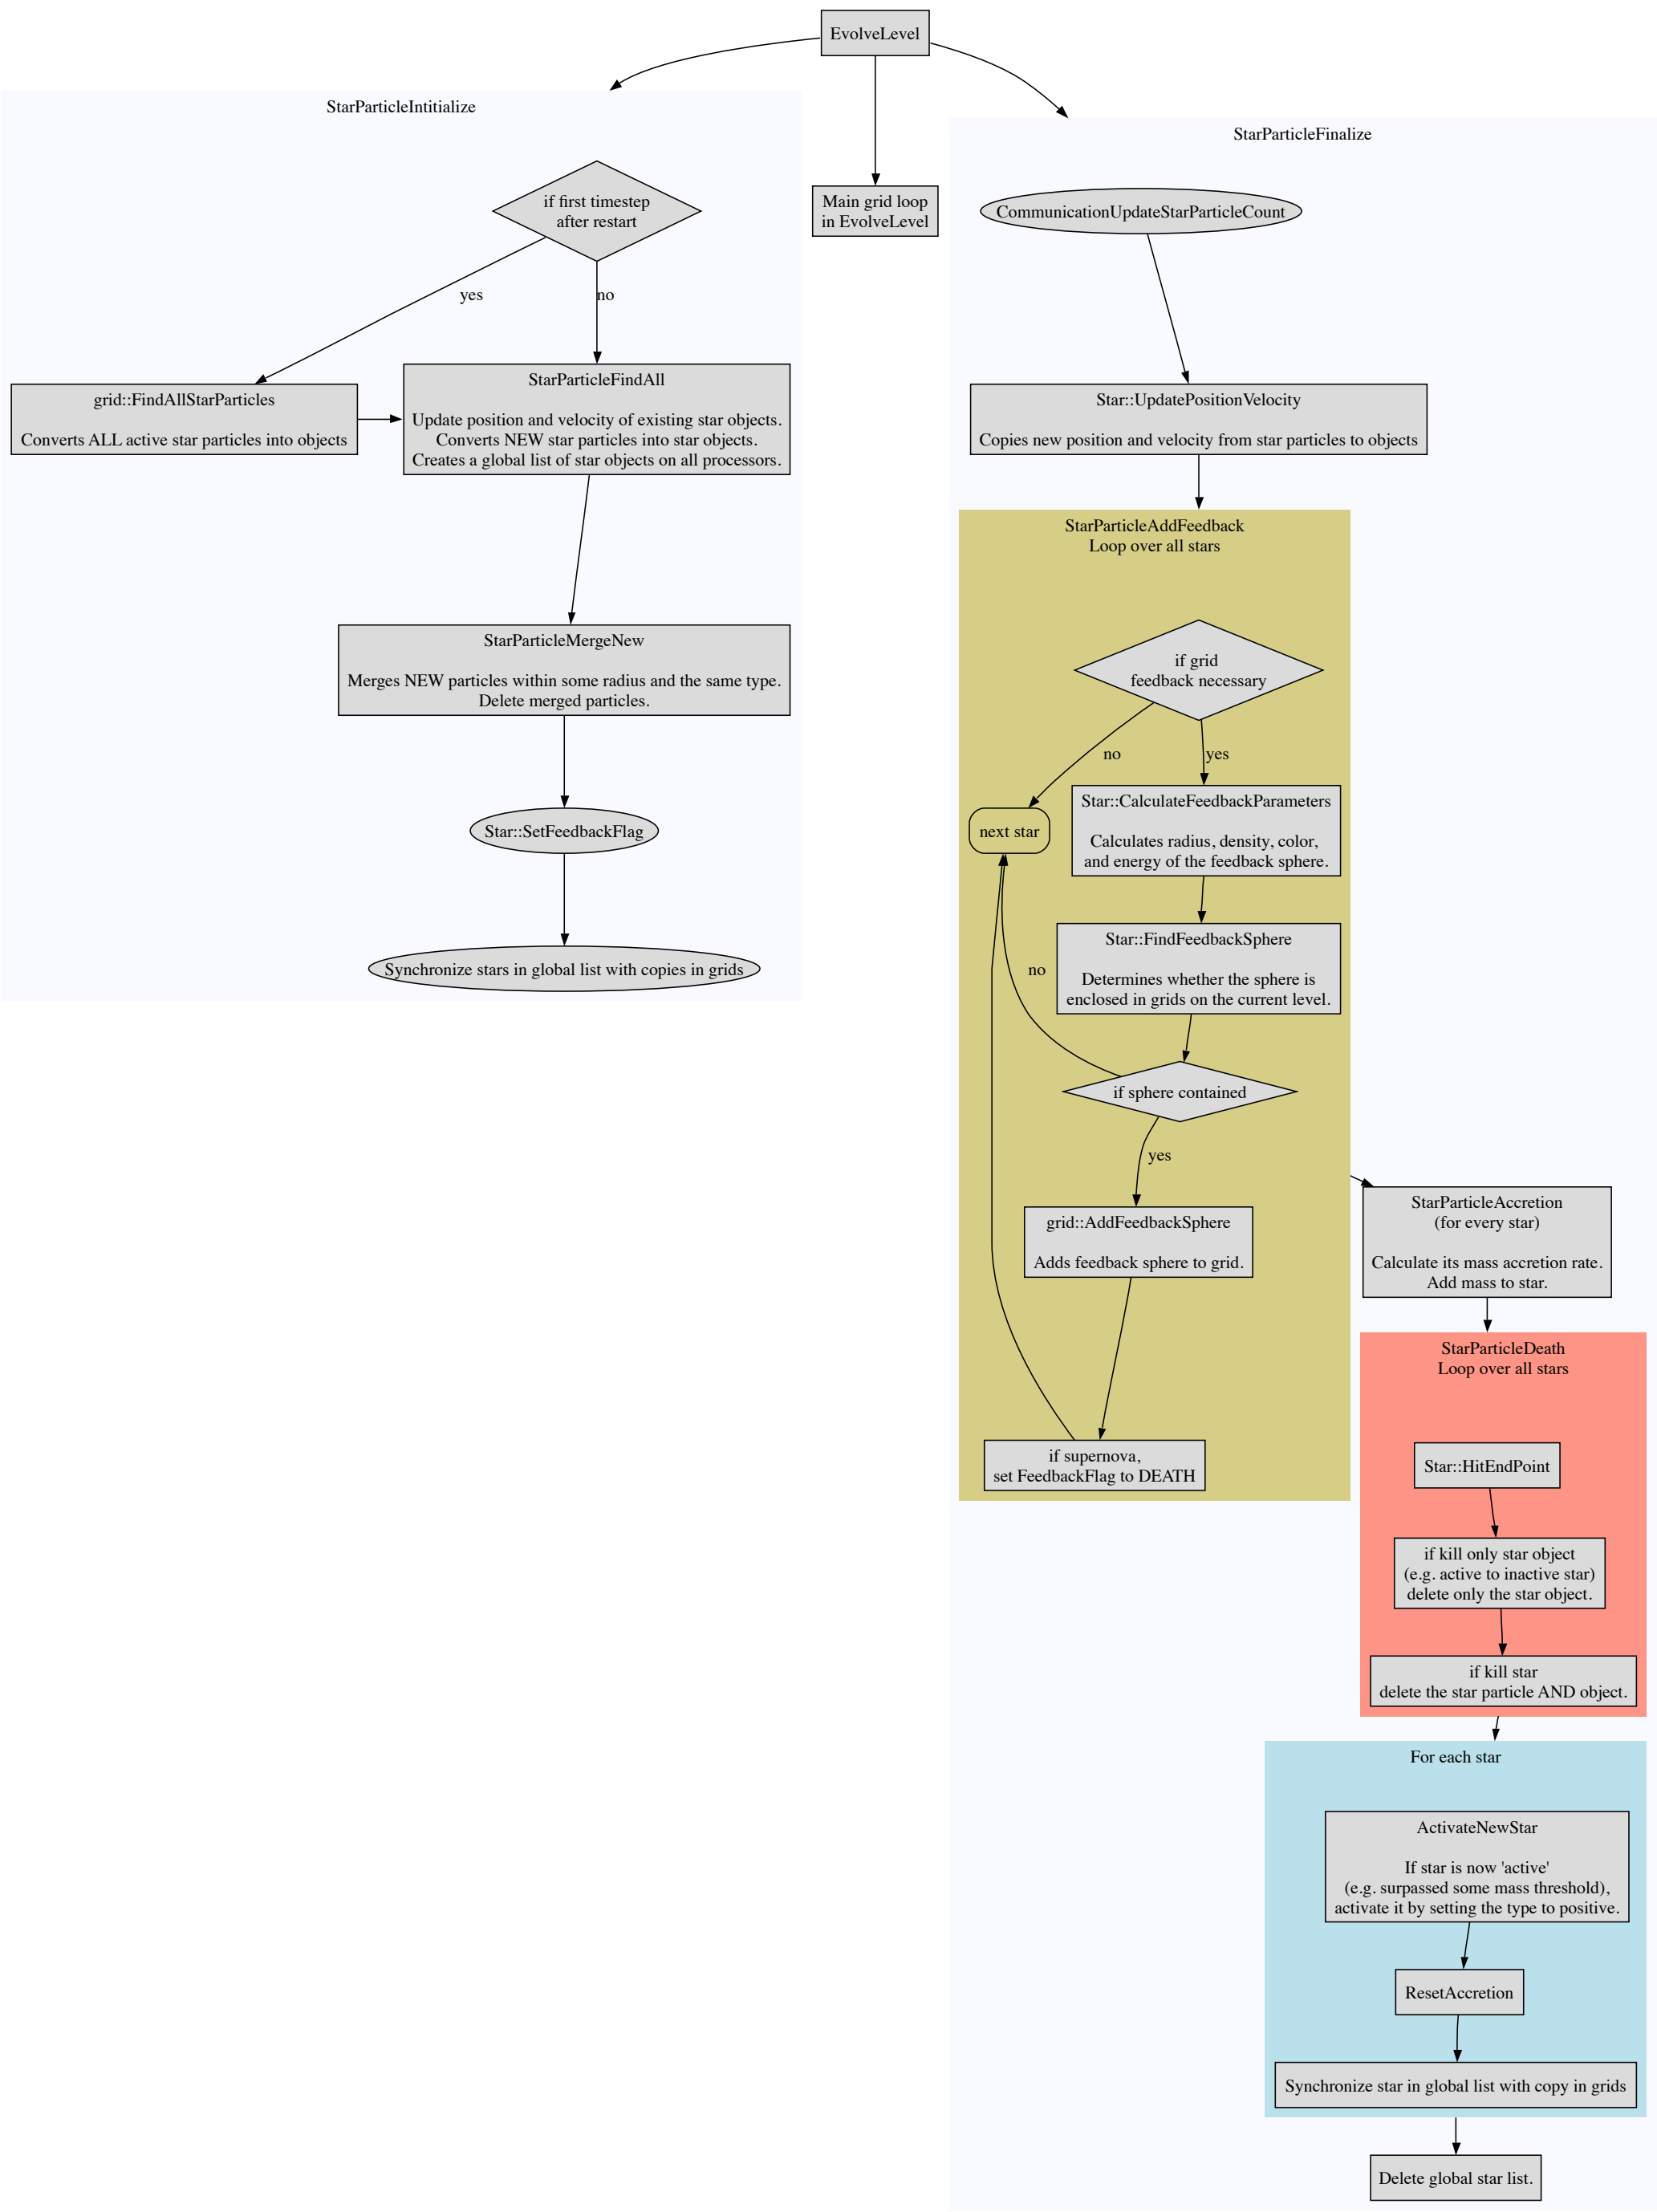 EvolveLevel
StarParticleIntitialize
if first timestep
after restart
yes
no
grid::FindAllStarParticles
Converts ALL active star particles into objects
StarParticleFindAll
Update position and velocity of existing star objects.
Converts NEW star particles into star objects.
Creates a global list of star objects on all processors.
StarParticleMergeNew
Merges NEW particles within some radius and the same type.
Delete merged particles.
Star::SetFeedbackFlag
Synchronize stars in global list with copies in grids
Main grid loop
in EvolveLevel
StarParticleFinalize
CommunicationUpdateStarParticleCount
Star::UpdatePositionVelocity
Copies new position and velocity from star particles to objects
StarParticleAddFeedback
Loop over all stars
if grid
feedback necessary
no
yes
next star
Star::CalculateFeedbackParameters
Calculates radius, density, color,
and energy of the feedback sphere.
Star::FindFeedbackSphere
Determines whether the sphere is
enclosed in grids on the current level.
no
if sphere contained
yes
grid::AddFeedbackSphere
Adds feedback sphere to grid.
if supernova,
set FeedbackFlag to DEATH
StarParticleAccretion
(for every star)
Calculate its mass accretion rate.
Add mass to star.
StarParticleDeath
Loop over all stars
Star::HitEndPoint
if kill only star object
(e.g. active to inactive star)
delete only the star object.
if kill star
delete the star particle AND object.
For each star
ActivateNewStar
If star is now 'active'
(e.g. surpassed some mass threshold),
activate it by setting the type to positive.
ResetAccretion
Synchronize star in global list with copy in grids
Delete global star list.